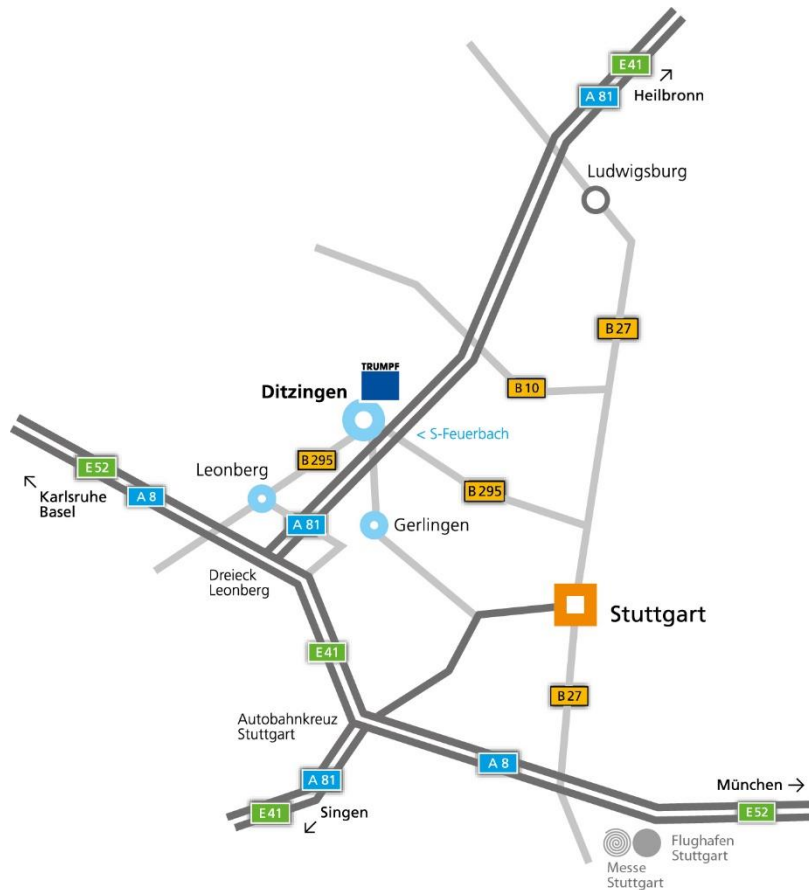 E41
A 81
Heilbronn
Ludwigsburg
B 27
TRUMPF
Ditzingen
B 10
< S-Feuerbach
E52
A 8
Karlsruhe
Basel
Leonberg
B 295
B 295
A 81
Gerlingen
Dreieck
Leonberg
Stuttgart
E41
B 27
Autobahnkreuz
Stuttgart
A 8
A 81
München
E41
Singen
E52
Flughafen
Stuttgart
Messe
Stuttgart